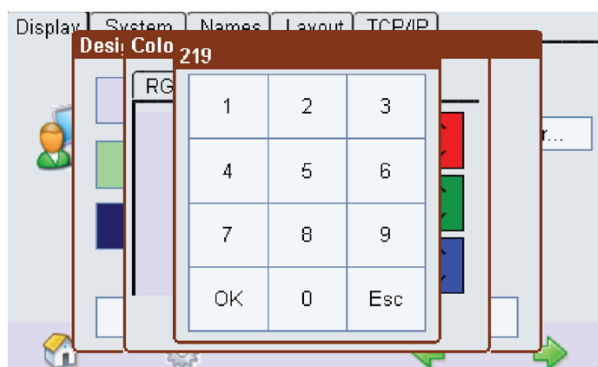 Display System Names Layout TCP/IP
Desi Colo 219
RG
1 2 3
r...
4 5 6
7 8 9
OK 0 Esc